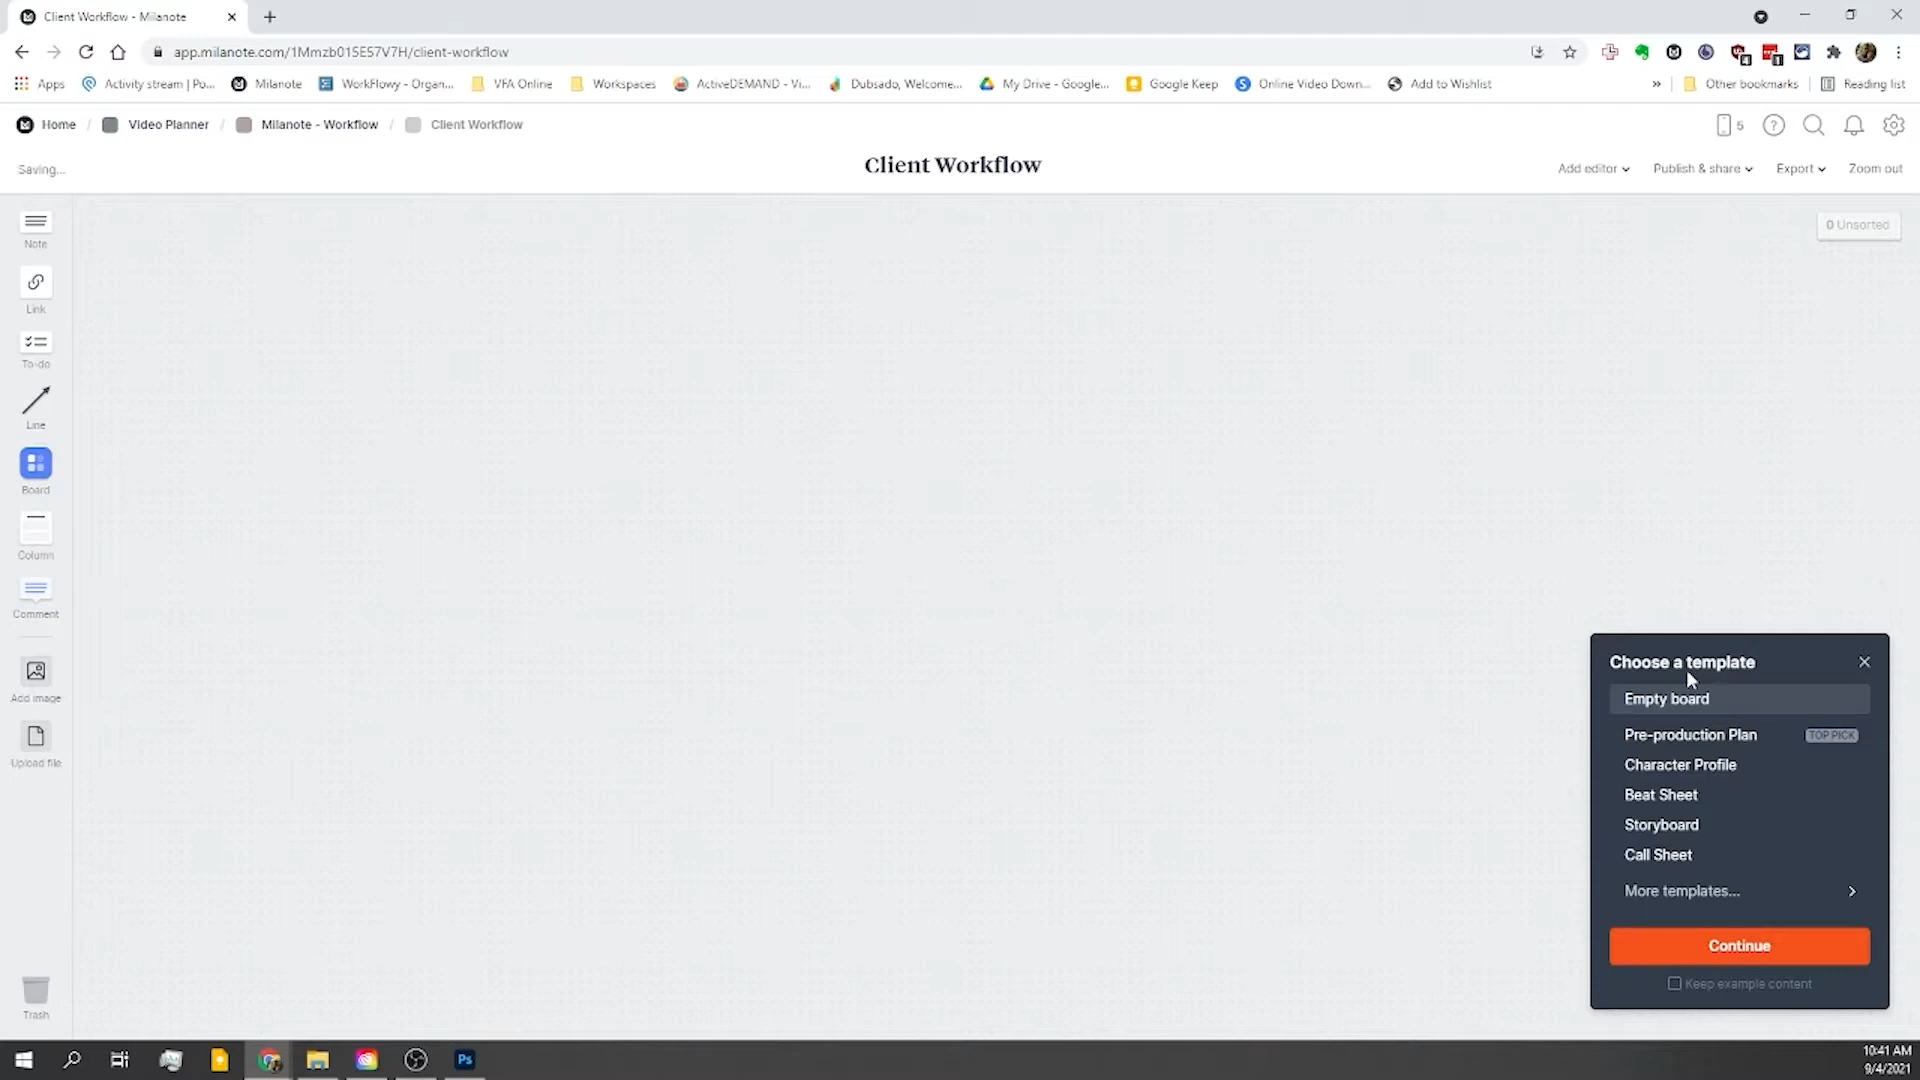 Client Workflow - Milanote
app.milanote.com/1Mmzb015E57V7H/client-workflow
Apps
Activity stream | Po...
Milanote
WorkFlowy - Organ...
VFA Online
Workspaces
ActiveDEMAND - Vi...
Dubsado, Welcome...
My Drive - Google...
Google Keep
Online Video Down...
Add to Wishlist
»
Other bookmarks
Reading list
Home / Video Planner / Milanote - Workflow / Client Workflow
5
Saving...
Client Workflow
Add editor
Publish & share
Export
Zoom out
0 Unsorted
Note
Link
To-do
Line
Board
Column
Comment
Add image
Upload file
Trash
Choose a template
Empty board
Pre-production Plan TOP PICK
Character Profile
Beat Sheet
Storyboard
Call Sheet
More templates...
Continue
Keep example content
Ps
10:41 AM
9/4/2021